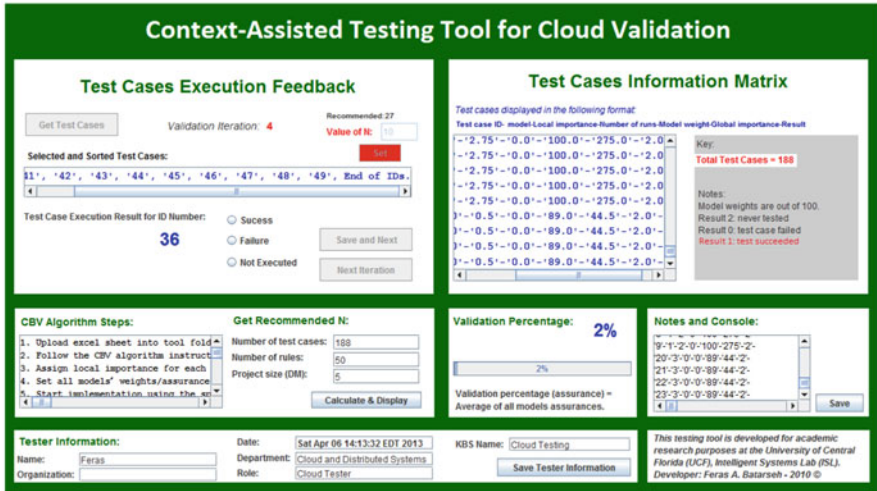 Context-Assisted Testing Tool for Cloud Validation
Test Cases Execution Feedback
Get Test Cases
Validation Iteration: 4
Recommended:27
Value of N: 10
Set
Selected and Sorted Test Cases:
41', '42', '43', '44', '45', '46', '47', '48', '49', End of IDs.
Test Case Execution Result for ID Number:
36
Sucess
Failure
Not Executed
Save and Next
Next Iteration
Test Cases Information Matrix
Test cases displayed in the following format:
Test case ID- model-Local importance-Number of runs-Model weight-Global importance-Result
'-'2.75'-'0.0'-'100.0'-'275.0'-'2.0
'-'2.75'-'0.0'-'100.0'-'275.0'-'2.0
'-'2.75'-'0.0'-'100.0'-'275.0'-'2.0
'-'2.75'-'0.0'-'100.0'-'275.0'-'2.0
'-'2.75'-'0.0'-'100.0'-'275.0'-'2.0
)'-'0.5'-'0.0'-'89.0'-'44.5'-'2.0'-
)'-'0.5'-'0.0'-'89.0'-'44.5'-'2.0'-
)'-'0.5'-'0.0'-'89.0'-'44.5'-'2.0'-
)'-'0.5'-'0.0'-'89.0'-'44.5'-'2.0'-
Key:
Total Test Cases = 188
Notes:
Model weights are out of 100.
Result 2: never tested
Result 0: test case failed
Result 1: test succeeded
CBV Algorithm Steps:
1. Upload excel sheet into tool fold
2. Follow the CBV algorithm instruct
3. Assign local importance for each
4. Set all models' weights/assurance
5. Start implementation using the
Get Recommended N:
Number of test cases: 188
Number of rules: 50
Project size (DM): 5
Calculate & Display
Validation Percentage:
2%
2%
Validation percentage (assurance) =
Average of all models assurances.
Notes and Console:
'9'-'1'-'2'-'0'-'100'-'275'-'2'-
'20'-'3'-'0'-'0'-'89'-'44'-'2'-
'21'-'3'-'0'-'0'-'89'-'44'-'2'-
'22'-'3'-'0'-'0'-'89'-'44'-'2'-
'23'-'3'-'0'-'0'-'89'-'44'-'2'-
Save
Tester Information:
Name: Feras
Organization:
Date: Sat Apr 06 14:13:32 EDT 2013
Department: Cloud and Distributed Systems
Role: Cloud Tester
KBS Name: Cloud Testing
Save Tester Information
This testing tool is developed for academic
research purposes at the University of Central
Florida (UCF), Intelligent Systems Lab (ISL).
Developer: Feras A. Batarseh - 2010 ©